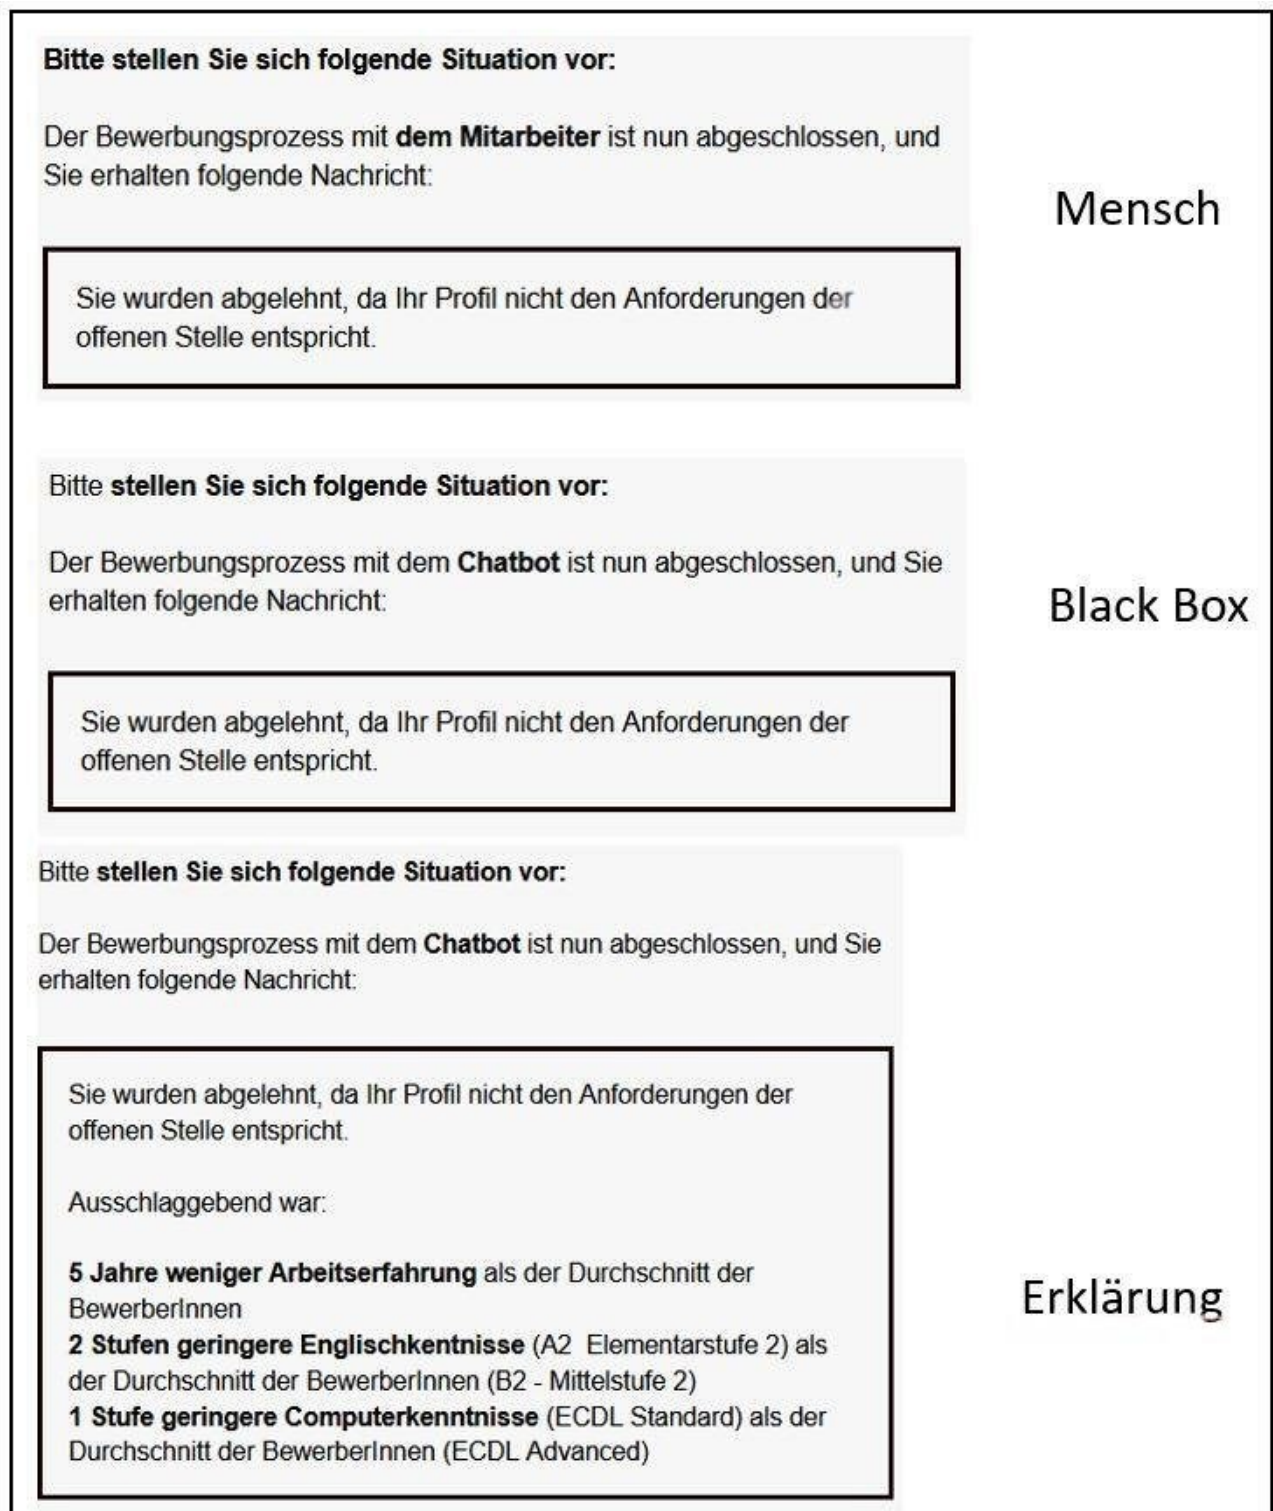 Bitte stellen Sie sich folgende Situation vor:
Der Bewerbungsprozess mit dem Mitarbeiter ist nun abgeschlossen, und
Sie erhalten folgende Nachricht:
Mensch
Sie wurden abgelehnt, da Ihr Profil nicht den Anforderungen der
offenen Stelle entspricht.
Bitte stellen Sie sich folgende Situation vor:
Der Bewerbungsprozess mit dem Chatbot ist nun abgeschlossen, und Sie
erhalten folgende Nachricht:
Black Box
Sie wurden abgelehnt, da Ihr Profil nicht den Anforderungen der
offenen Stelle entspricht.
Bitte stellen Sie sich folgende Situation vor:
Der Bewerbungsprozess mit dem Chatbot ist nun abgeschlossen, und Sie
erhalten folgende Nachricht:
Sie wurden abgelehnt, da Ihr Profil nicht den Anforderungen der
offenen Stelle entspricht.
Ausschlaggebend war:
5 Jahre weniger Arbeitserfahrung als der Durchschnitt der
BewerberInnen
2 Stufen geringere Englischkentnisse (A2 Elementarstufe 2) als
der Durchschnitt der BewerberInnen (B2 - Mittelstufe 2)
1 Stufe geringere Computerkenntnisse (ECDL Standard) als der
Durchschnitt der BewerberInnen (ECDL Advanced)
Erklärung